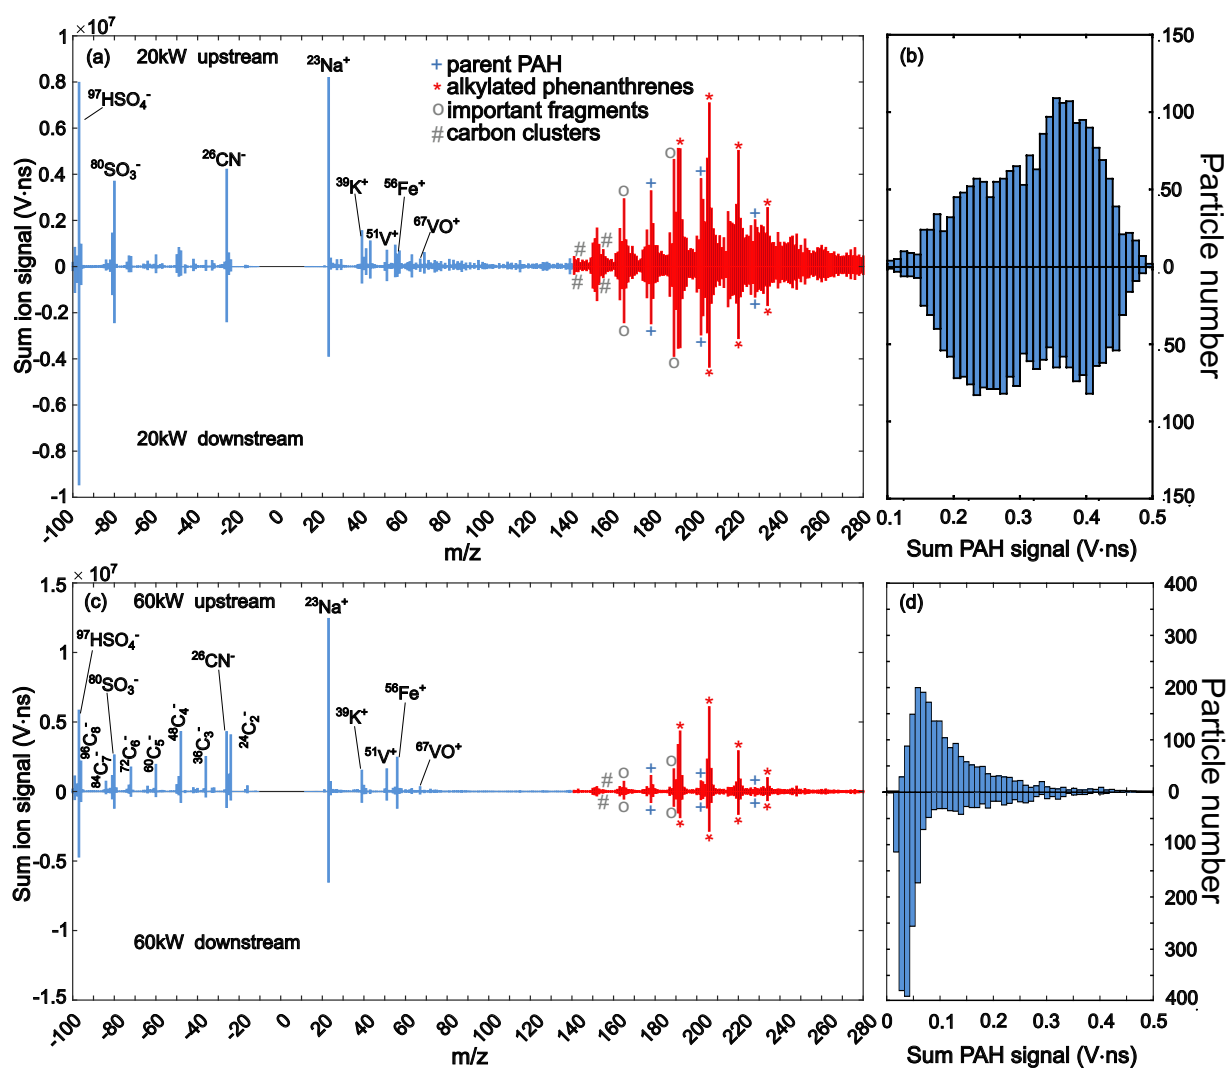 ×10⁷
(a)
20kW upstream
⁹⁷HSO₄⁻
⁸⁰SO₃⁻
²⁶CN⁻
²³Na⁺
³⁹K⁺
⁵¹V⁺
⁵⁶Fe⁺
⁶⁷VO⁺
+ parent PAH
* alkylated phenanthrenes
o important fragments
# carbon clusters
20kW downstream
Sum ion signal (V·ns)
1
0.8
0.6
0.4
0.2
0
-0.2
-0.4
-0.6
-0.8
-1
-100 -80 -60 -40 -20 0 20 40 60 80 100 120 140 160 180 200 220 240 260 280
m/z
(b)
.150
.100
.50
0
.50
.100
.150
Particle number
0.1 0.2 0.3 0.4 0.5
Sum PAH signal (V·ns)
×10⁷
(c)
60kW upstream
⁹⁷HSO₄⁻
⁸⁰SO₃⁻
⁹⁶C₈⁻
⁸⁴C₇⁻
⁷²C₆⁻
⁶⁰C₅⁻
⁴⁸C₄⁻
³⁶C₃⁻
²⁶CN⁻
²⁴C₂⁻
²³Na⁺
³⁹K⁺
⁵¹V⁺
⁵⁶Fe⁺
⁶⁷VO⁺
60kW downstream
Sum ion signal (V·ns)
1.5
1
0.5
0
-0.5
-1
-1.5
-100 -80 -60 -40 -20 0 20 40 60 80 100 120 140 160 180 200 220 240 260 280
m/z
(d)
400
300
200
100
0
100
200
300
400
Particle number
0 0.1 0.2 0.3 0.4 0.5
Sum PAH signal (V·ns)